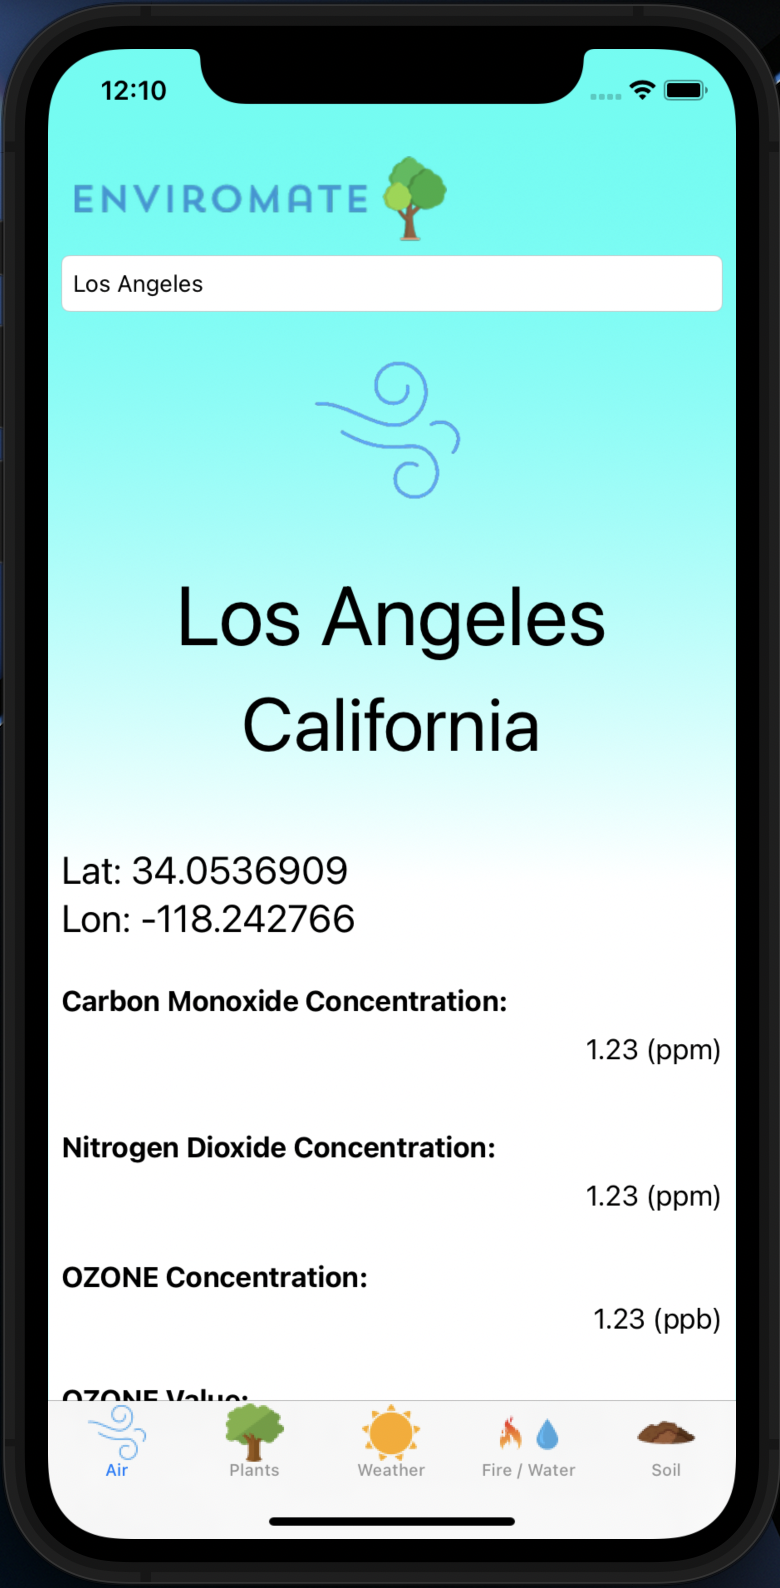 12:10
ENVIROMATE
Los Angeles
Los Angeles
California
Lat: 34.0536909
Lon: -118.242766
Carbon Monoxide Concentration:
1.23 (ppm)
Nitrogen Dioxide Concentration:
1.23 (ppm)
OZONE Concentration:
1.23 (ppb)
OZONE Value:
Air Plants Weather Fire / Water Soil